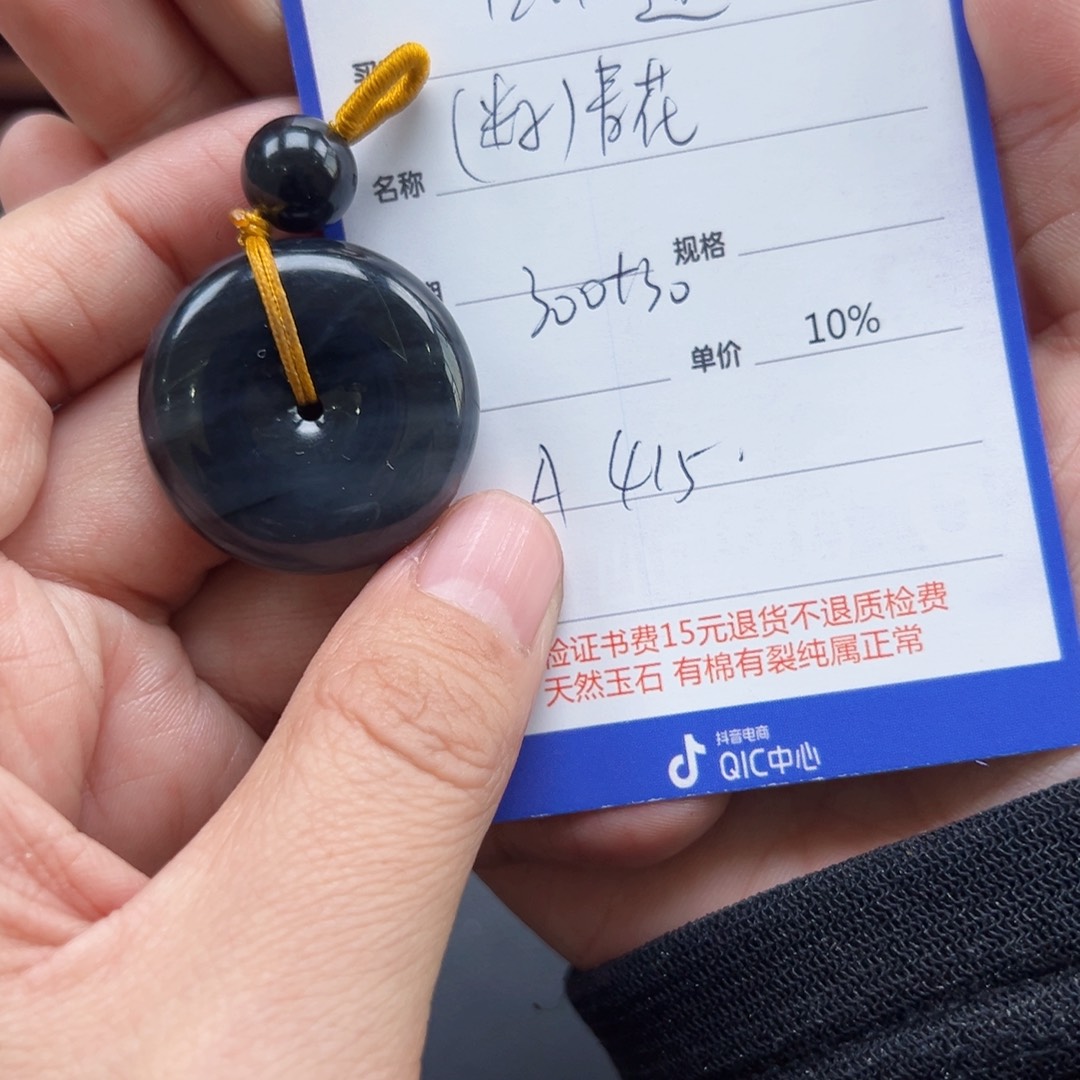 青花
名称
规格
300+30
单价 10%
A 415.
检证书费15元退货不退质检费
天然玉石 有棉有裂纯属正常
抖音电商
QIC中心